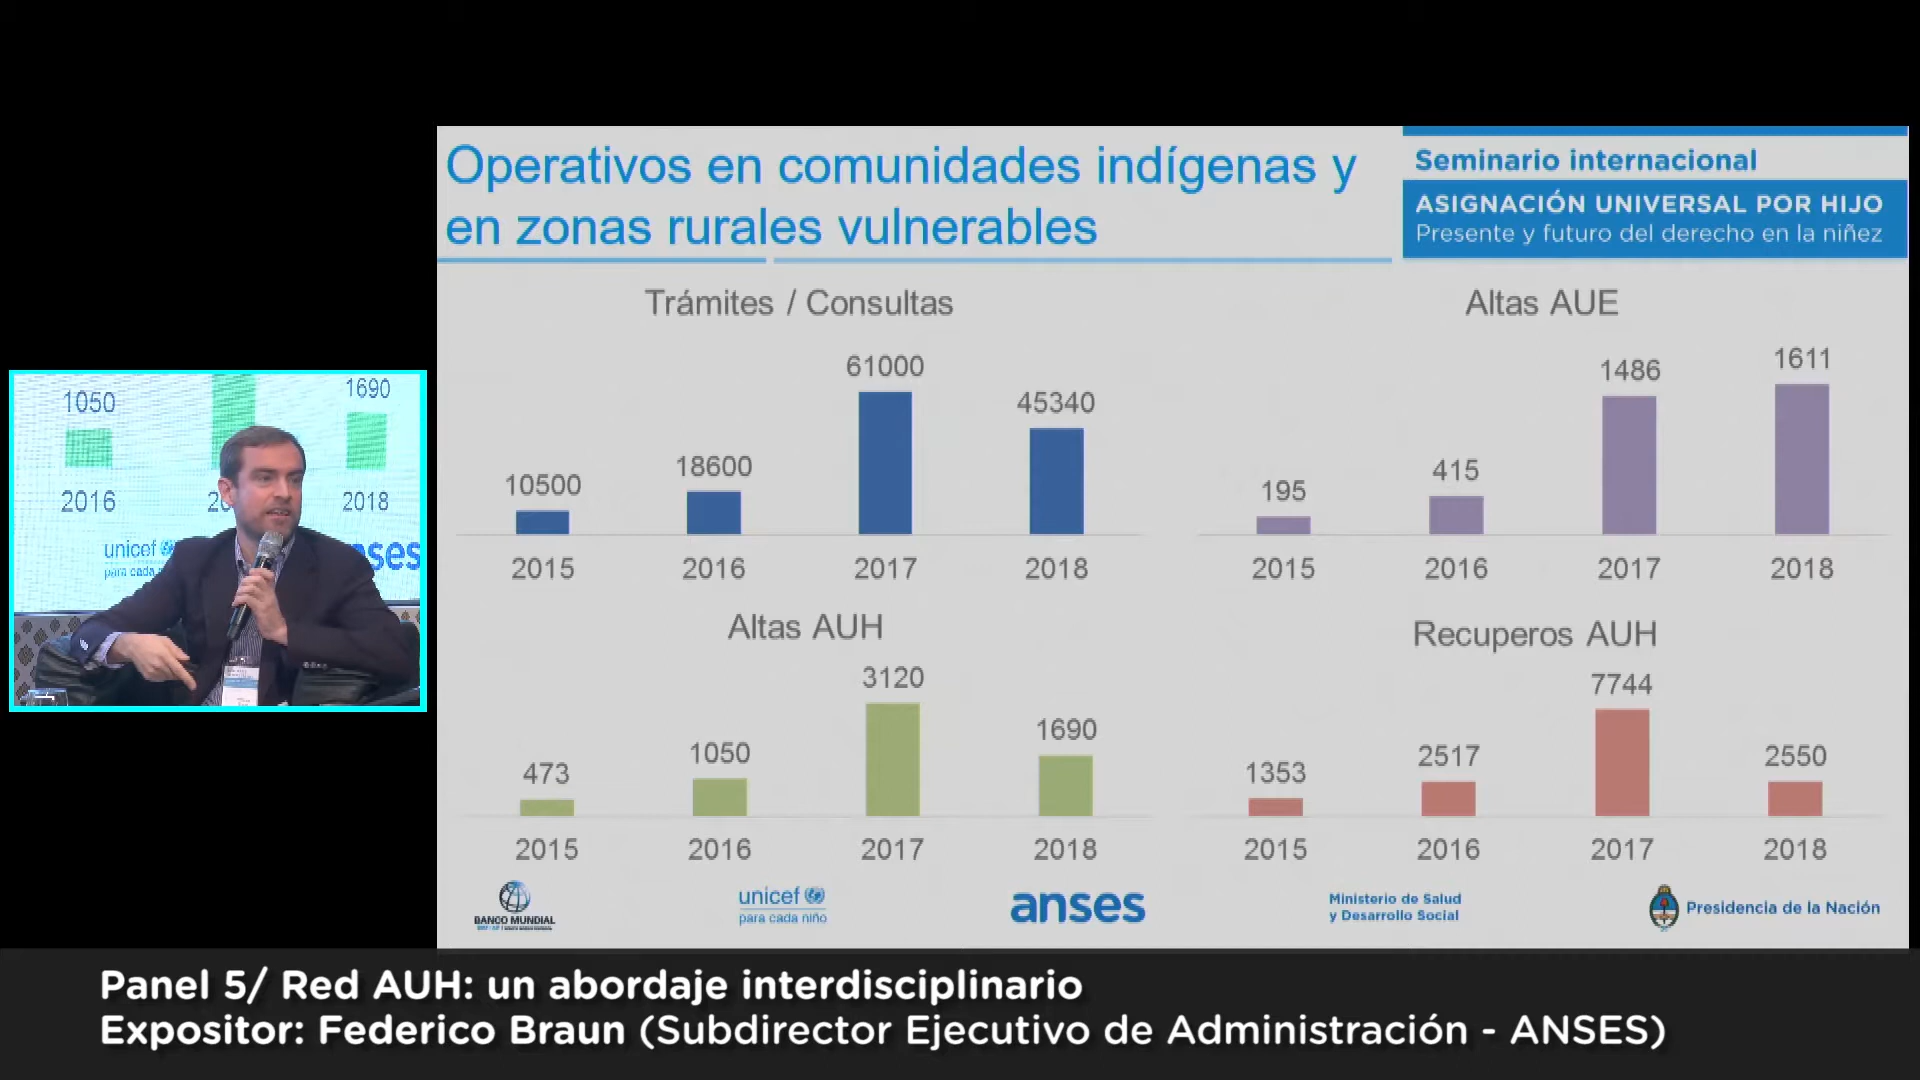 Operativos en comunidades indígenas y
en zonas rurales vulnerables
Seminario internacional
ASIGNACIÓN UNIVERSAL POR HIJO
Presente y futuro del derecho en la niñez
Trámites / Consultas
10500
18600
61000
45340
2015 2016 2017 2018
Altas AUE
195
415
1486
1611
2015 2016 2017 2018
Altas AUH
473
1050
3120
1690
2015 2016 2017 2018
Recuperos AUH
1353
2517
7744
2550
2015 2016 2017 2018
BANCO MUNDIAL
unicef
para cada niño
anses
Ministerio de Salud
y Desarrollo Social
Presidencia de la Nación
1050
1690
2016
2018
unicef
para cada
anses
Panel 5/ Red AUH: un abordaje interdisciplinario
Expositor: Federico Braun (Subdirector Ejecutivo de Administración - ANSES)